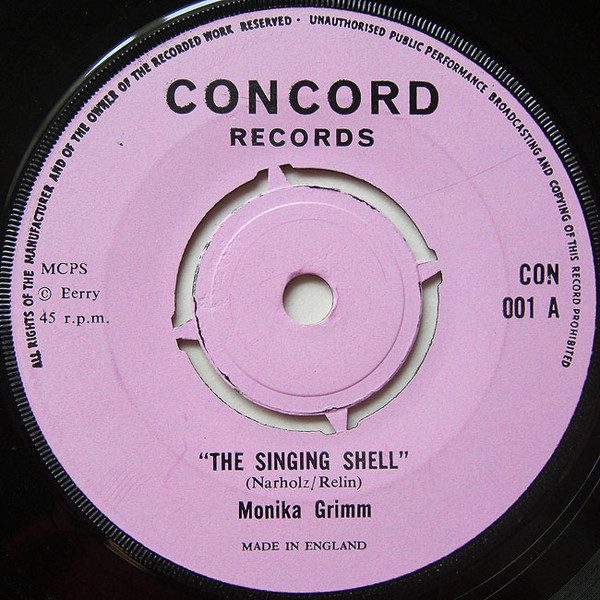 ALL RIGHTS OF THE MANUFACTURER AND OF THE OWNER OF THE RECORDED WORK RESERVED · UNAUTHORISED PUBLIC PERFORMANCE BROADCASTING AND COPYING OF THIS RECORD PROHIBITED
CONCORD
RECORDS
MCPS
© Eerry
45 r.p.m.
CON
001 A
"THE SINGING SHELL"
(Narholz/Relin)
Monika Grimm
MADE IN ENGLAND